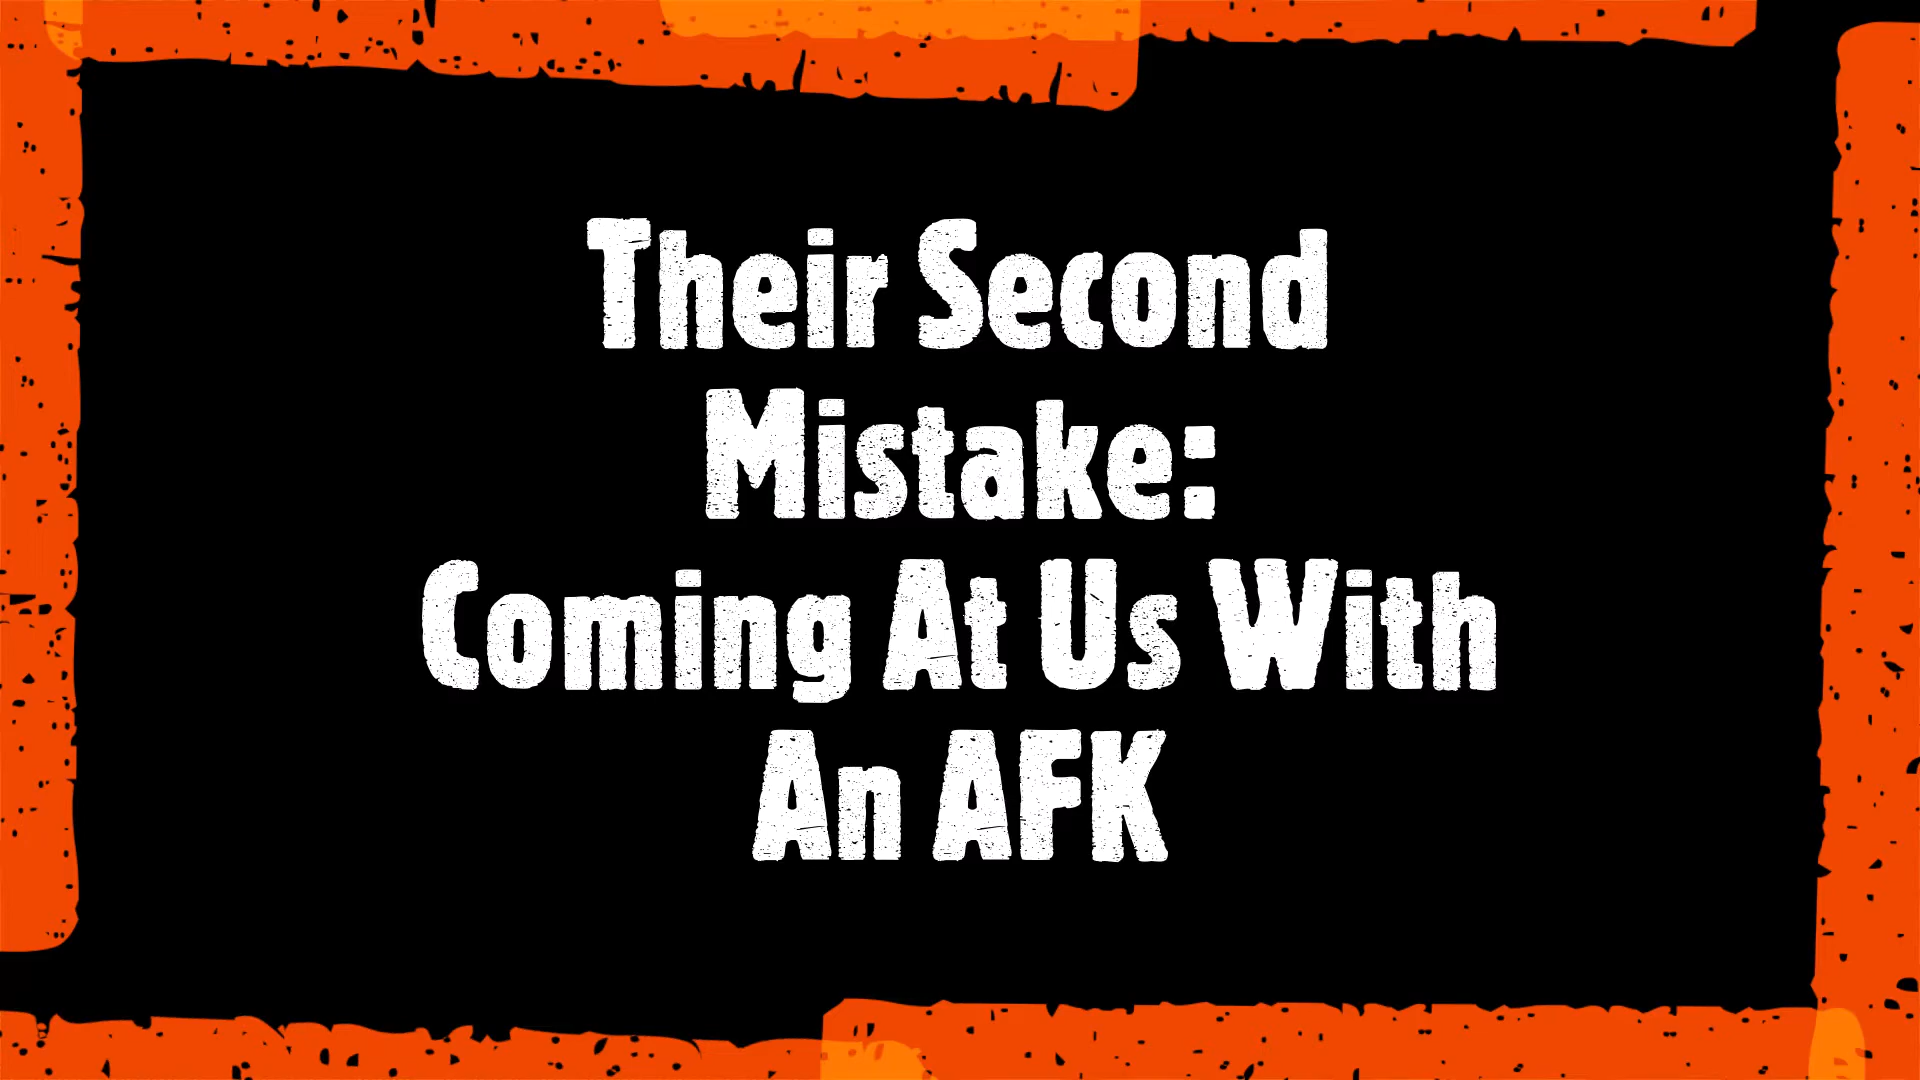 Their Second
Mistake:
Coming At Us With
An AFK